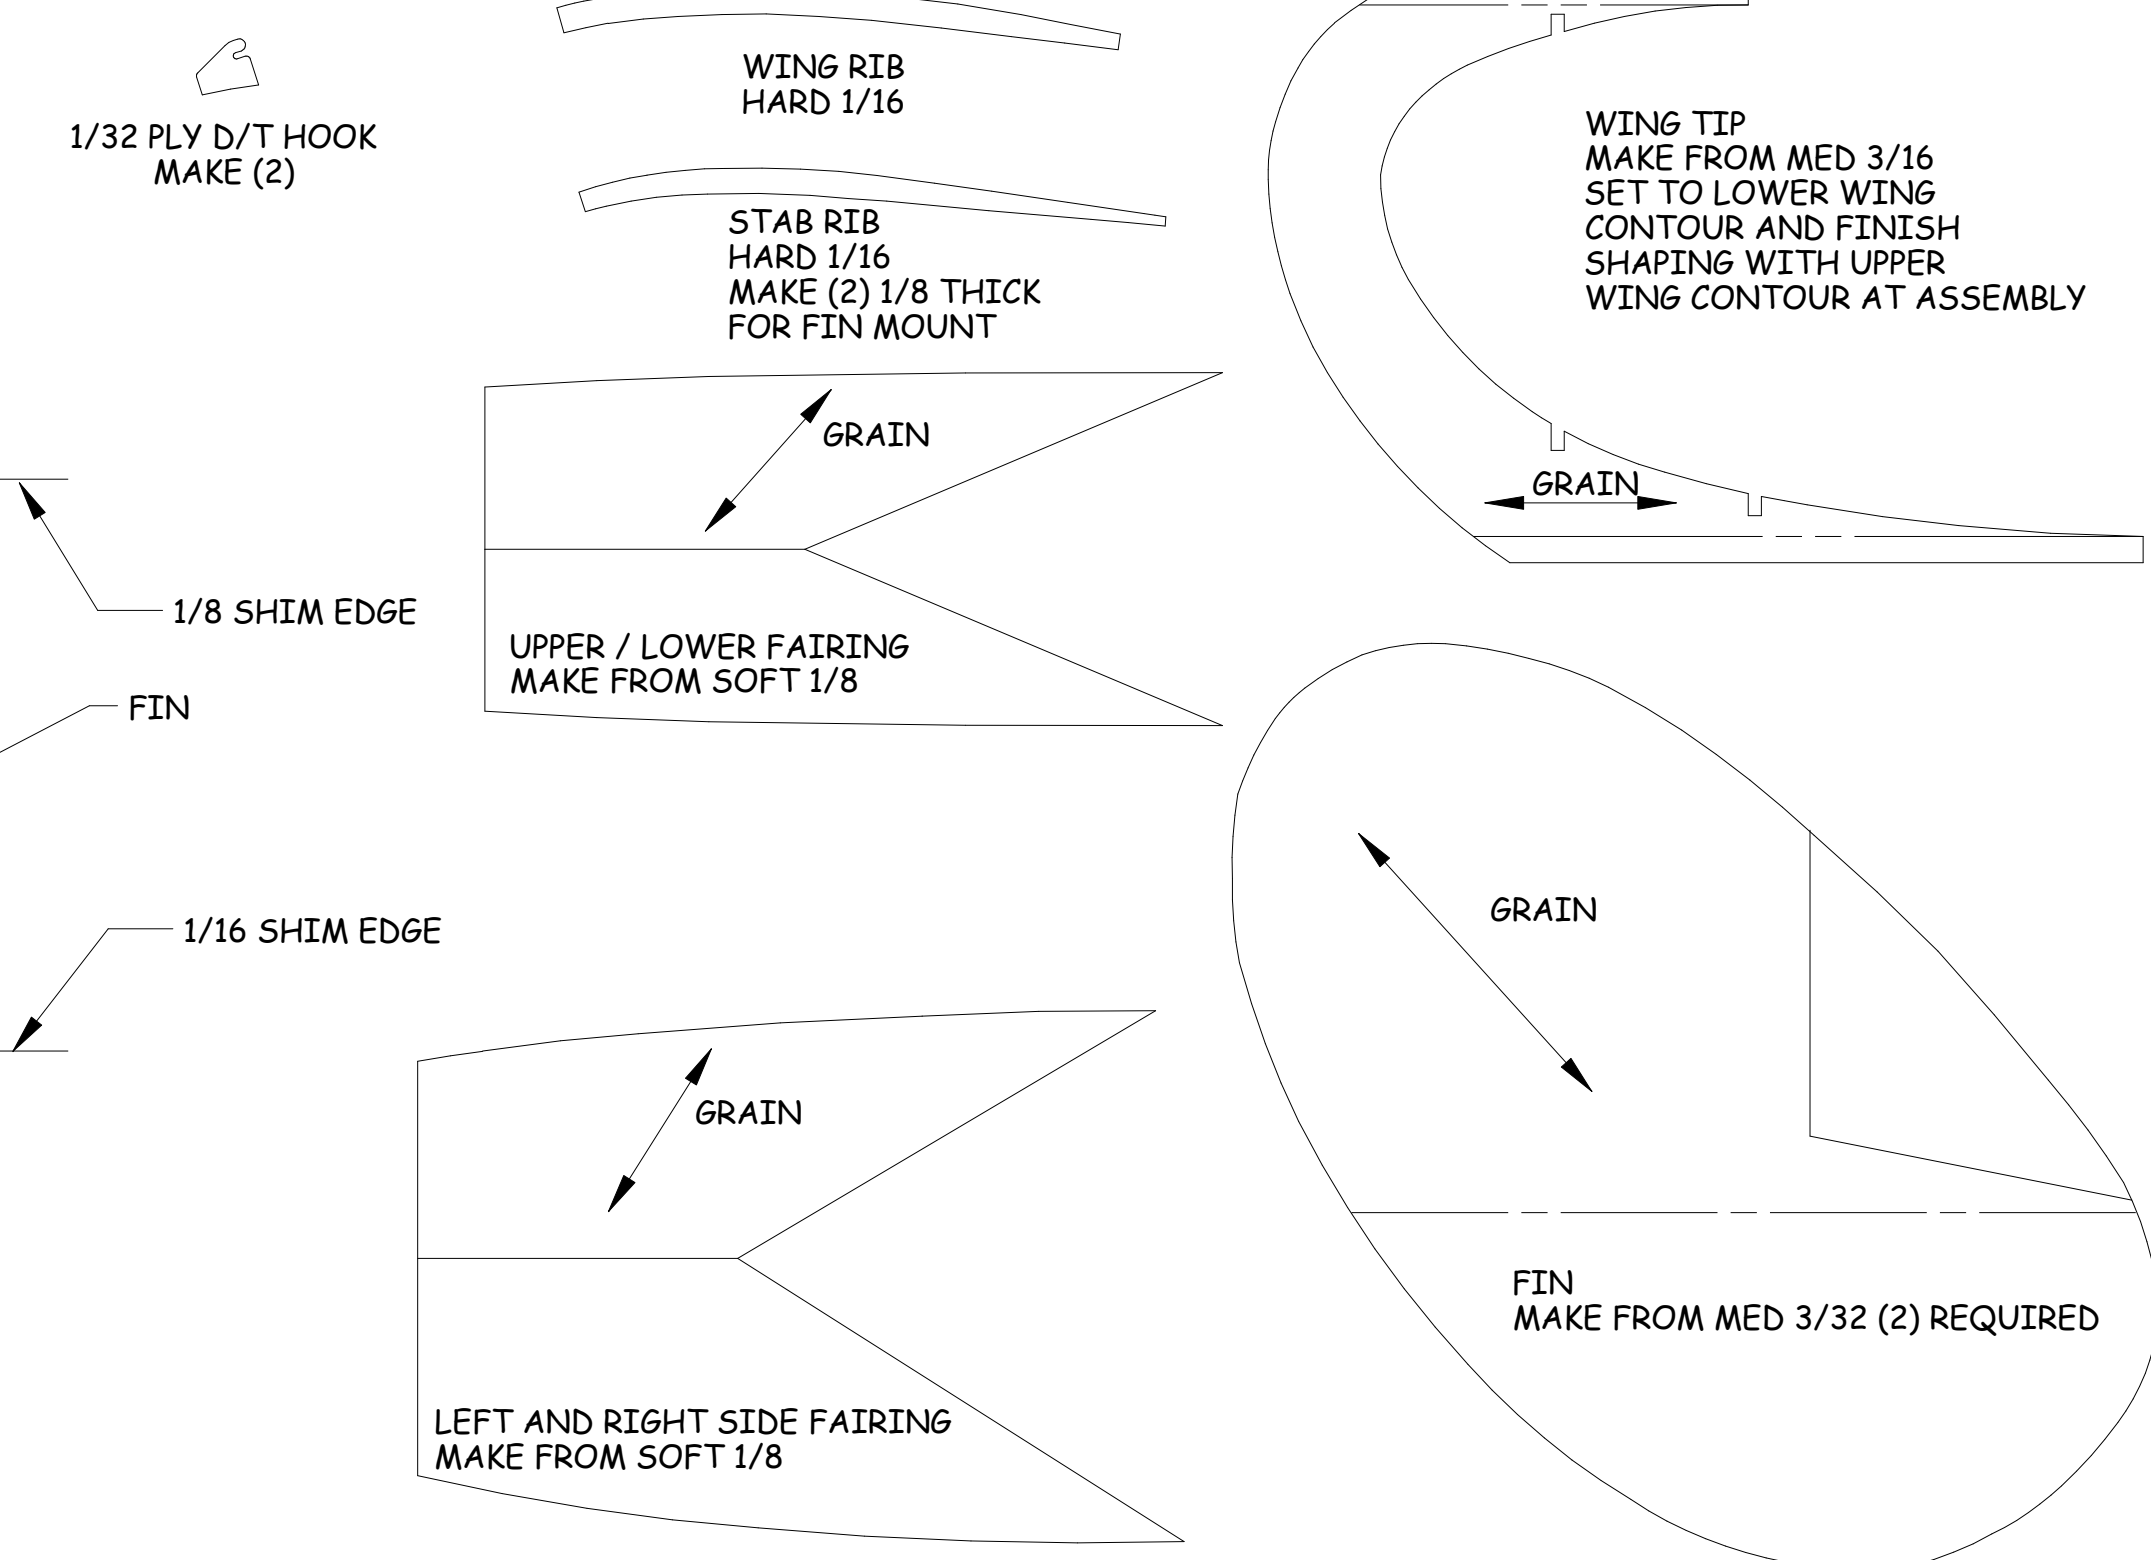 WING RIB
HARD 1/16
1/32 PLY D/T HOOK
MAKE (2)
WING TIP
MAKE FROM MED 3/16
SET TO LOWER WING
CONTOUR AND FINISH
SHAPING WITH UPPER
WING CONTOUR AT ASSEMBLY
STAB RIB
HARD 1/16
MAKE (2) 1/8 THICK
FOR FIN MOUNT
GRAIN
GRAIN
1/8 SHIM EDGE
UPPER / LOWER FAIRING
MAKE FROM SOFT 1/8
FIN
GRAIN
1/16 SHIM EDGE
GRAIN
FIN
MAKE FROM MED 3/32 (2) REQUIRED
LEFT AND RIGHT SIDE FAIRING
MAKE FROM SOFT 1/8